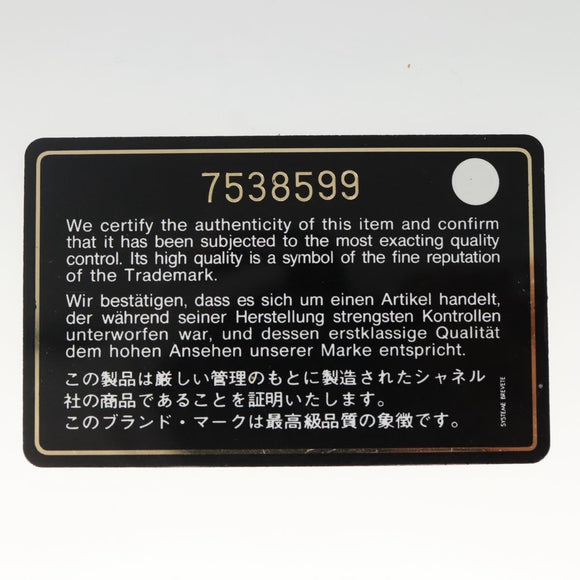 7538599
We certify the authenticity of this item and confirm
that it has been subjected to the most exacting quality
control. Its high quality is a symbol of the fine reputation
of the Trademark.
Wir bestätigen, dass es sich um einen Artikel handelt,
der während seiner Herstellung strengsten Kontrollen
unterworfen war, und dessen erstklassige Qualität
dem hohen Ansehen unserer Marke entspricht.
この製品は厳しい管理のもとに製造されたシャネル
社の商品であることを証明いたします。
このブランド・マークは最高級品質の象徴です。
SYSTEME BREVETE